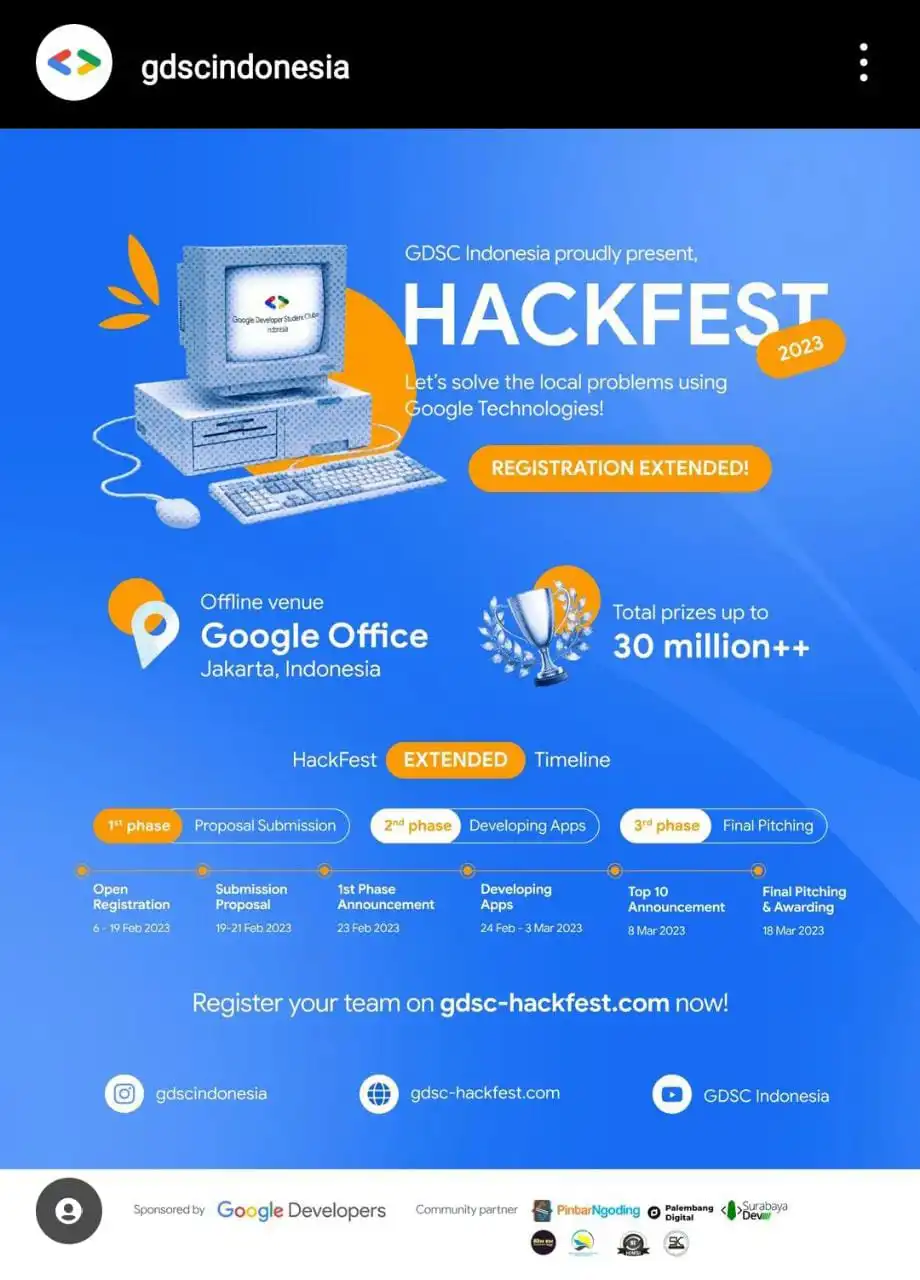 gdscindonesia
GDSC Indonesia proudly present,
HACKFEST
2023
Let's solve the local problems using
Google Technologies!
REGISTRATION EXTENDED!
Google Developer Student Clubs
Indonesia
Offline venue
Google Office
Jakarta, Indonesia
Total prizes up to
30 million++
HackFest EXTENDED Timeline
1st phase Proposal Submission
2nd phase Developing Apps
3rd phase Final Pitching
Open
Registration
6 - 19 Feb 2023
Submission
Proposal
19-21 Feb 2023
1st Phase
Announcement
23 Feb 2023
Developing
Apps
24 Feb - 3 Mar 2023
Top 10
Announcement
8 Mar 2023
Final Pitching
& Awarding
18 Mar 2023
Register your team on gdsc-hackfest.com now!
gdscindonesia
gdsc-hackfest.com
GDSC Indonesia
Sponsored by Google Developers
Community partner
PinbarNgoding
Palembang
Digital
Surabaya
Dev
SK